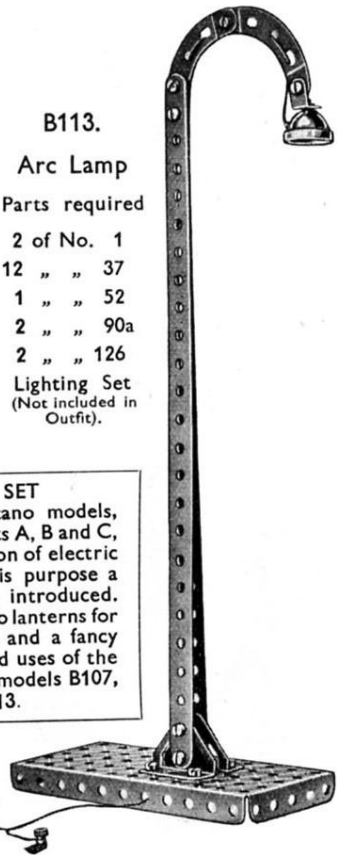 B113.
Arc Lamp
Parts required
2 of No. 1
12 „ „ 37
1 „ „ 52
2 „ „ 90a
2 „ „ 126
Lighting Set
(Not included in
Outfit).
SET
ano models,
s A, B and C,
on of electric
is purpose a
introduced.
o lanterns for
and a fancy
d uses of the
models B107,
13.